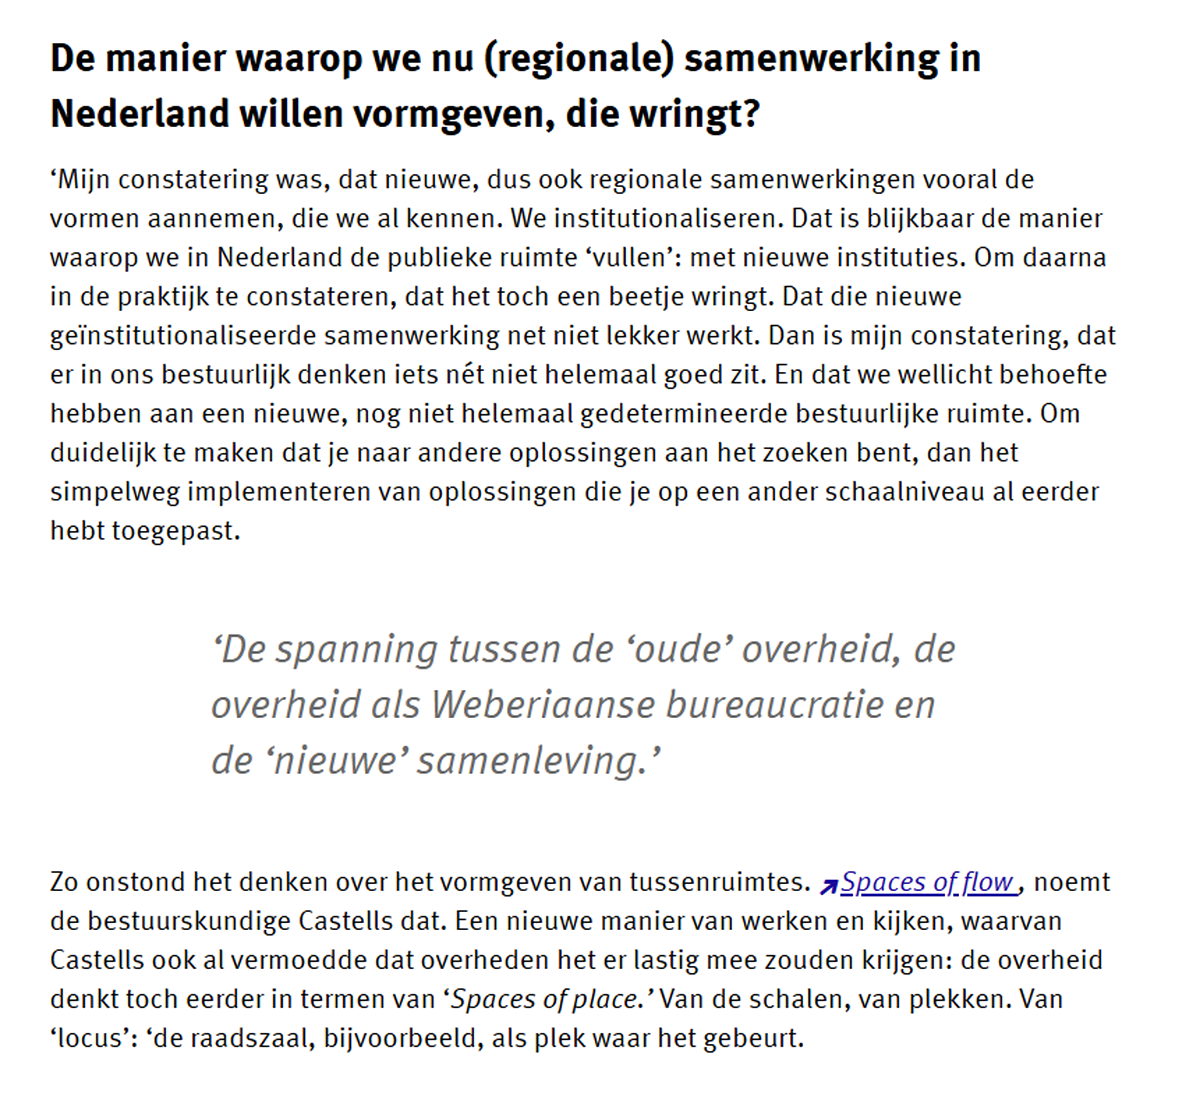 De manier waarop we nu (regionale) samenwerking in
Nederland willen vormgeven, die wringt?
‘Mijn constatering was, dat nieuwe, dus ook regionale samenwerkingen vooral de
vormen aannemen, die we al kennen. We institutionaliseren. Dat is blijkbaar de manier
waarop we in Nederland de publieke ruimte ‘vullen’: met nieuwe instituties. Om daarna
in de praktijk te constateren, dat het toch een beetje wringt. Dat die nieuwe
geïnstitutionaliseerde samenwerking net niet lekker werkt. Dan is mijn constatering, dat
er in ons bestuurlijk denken iets nét niet helemaal goed zit. En dat we wellicht behoefte
hebben aan een nieuwe, nog niet helemaal gedetermineerde bestuurlijke ruimte. Om
duidelijk te maken dat je naar andere oplossingen aan het zoeken bent, dan het
simpelweg implementeren van oplossingen die je op een ander schaalniveau al eerder
hebt toegepast.
‘De spanning tussen de ‘oude’ overheid, de
overheid als Weberiaanse bureaucratie en
de ‘nieuwe’ samenleving.’
Zo onstond het denken over het vormgeven van tussenruimtes. Spaces of flow , noemt
de bestuurskundige Castells dat. Een nieuwe manier van werken en kijken, waarvan
Castells ook al vermoedde dat overheden het er lastig mee zouden krijgen: de overheid
denkt toch eerder in termen van ‘Spaces of place.’ Van de schalen, van plekken. Van
‘locus’: ‘de raadszaal, bijvoorbeeld, als plek waar het gebeurt.